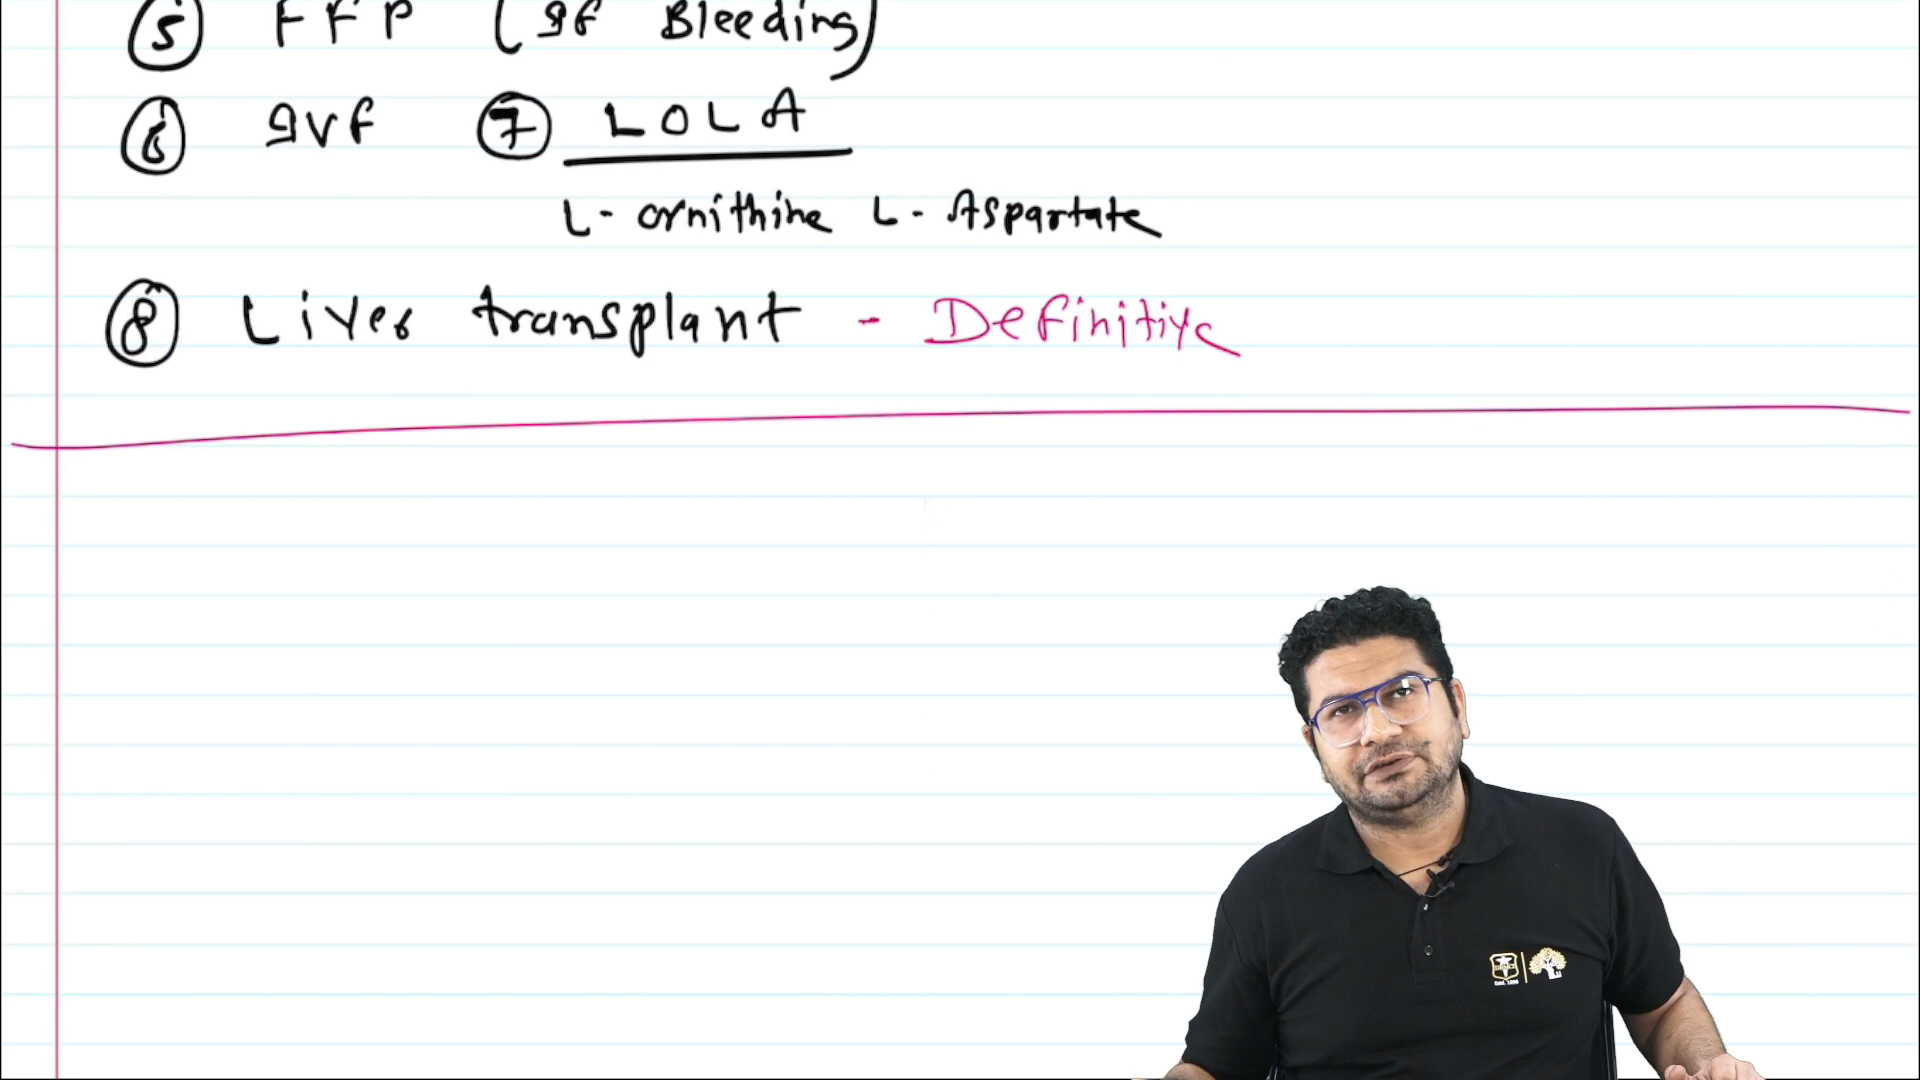 5 FFP (If Bleeding)
6 IVF 7 LOLA
L- ornithine L- Aspartate
8 Liver transplant - Definitive